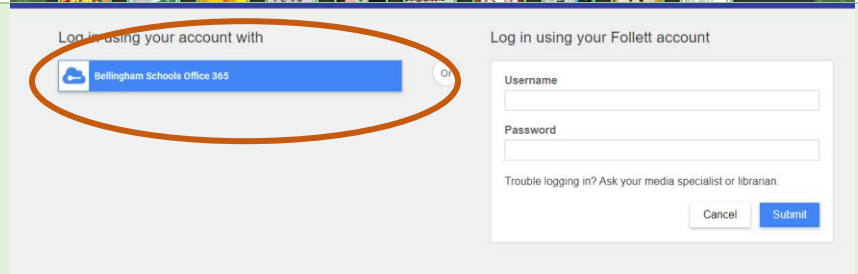 Log in using your account with
Bellingham Schools Office 365
Or
Log in using your Follett account
Username
Password
Trouble logging in? Ask your media specialist or librarian.
Cancel
Submit